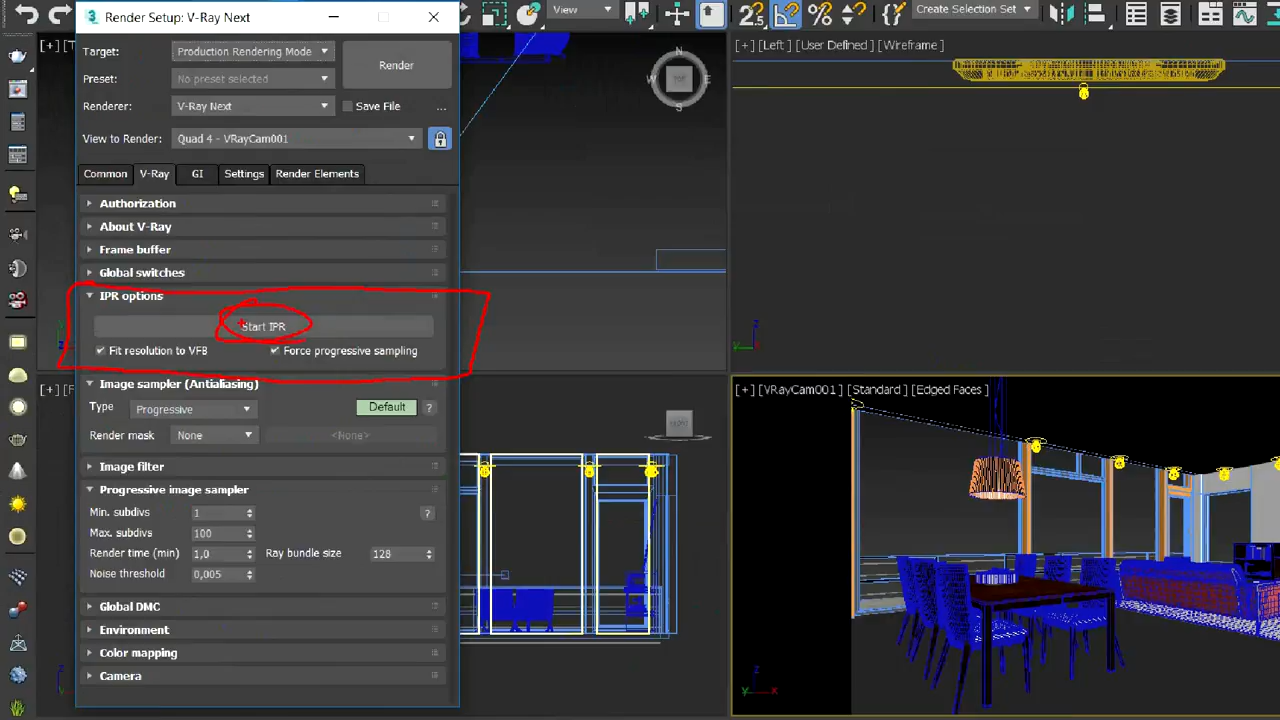 Render Setup: V-Ray Next
View
Create Selection Set
Target: Production Rendering Mode
Render
Preset: No preset selected
Renderer: V-Ray Next
Save File ...
View to Render: Quad 4 - VRayCam001
Common V-Ray GI Settings Render Elements
Authorization
About V-Ray
Frame buffer
Global switches
IPR options
Start IPR
Fit resolution to VFB Force progressive sampling
Image sampler (Antialiasing)
Type Progressive Default ?
Render mask None <None>
Image filter
Progressive image sampler
Min. subdivs 1 ?
Max. subdivs 100
Render time (min) 1,0 Ray bundle size 128
Noise threshold 0,005
Global DMC
Environment
Color mapping
Camera
N
W E
S
TOP
[+] [Left] [User Defined] [Wireframe]
z
y
[+] [VRayCam001] [Standard] [Edged Faces]
z
y x